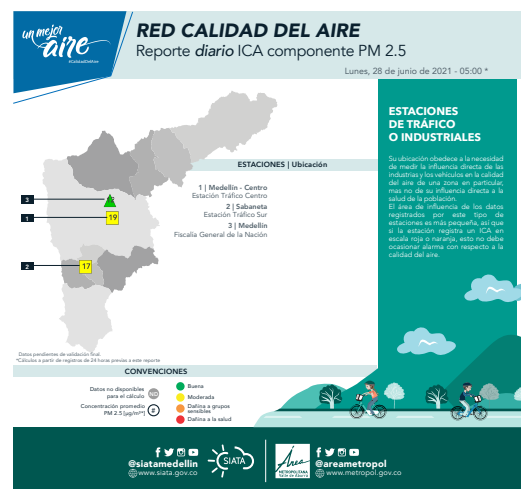 un mejor
aire
#CalidadDelAire
RED CALIDAD DEL AIRE
Reporte diario ICA componente PM 2.5
Lunes, 28 de junio de 2021 - 05:00 *
ESTACIONES | Ubicación
1 | Medellín - Centro
Estación Tráfico Centro
2 | Sabaneta
Estación Tráfico Sur
3 | Medellín
Fiscalía General de la Nación
3
1
19
2
17
ESTACIONES
DE TRÁFICO
O INDUSTRIALES
Su ubicación obedece a la necesidad
de medir la influencia directa de las
industrias y los vehículos en la calidad
del aire de una zona en particular,
mas no de su influencia directa a la
salud de la población.
El área de influencia de los datos
registrados por este tipo de
estaciones es más pequeña, así que
si la estación registra un ICA en
escala roja o naranja, esto no debe
ocasionar alarma con respecto a la
calidad del aire.
Datos pendientes de validación final.
*Cálculos a partir de registros de 24 horas previas a este reporte
CONVENCIONES
Datos no disponibles
para el cálculo
ND
Concentración promedio
PM 2.5 (µg/m³*)
#
Buena
Moderada
Dañina a grupos
sensibles
Dañina a la salud
@siatamedellin
www.siata.gov.co
SIATA
Área
METROPOLITANA
Valle de Aburrá
@areametropol
www.metropol.gov.co